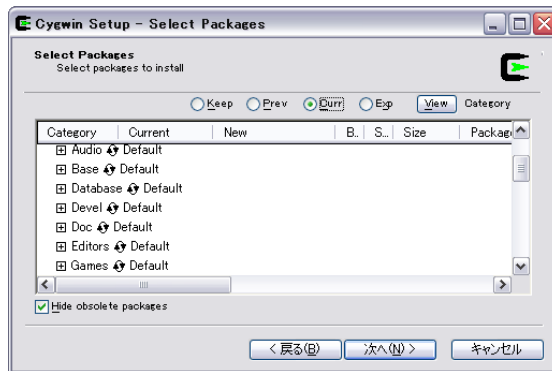 Cygwin Setup - Select Packages
Select Packages
Select packages to install
Keep Prev Curr Exp View Category
Category Current New B.. S... Size Packag
Audio Default
Base Default
Database Default
Devel Default
Doc Default
Editors Default
Games Default
Hide obsolete packages
< 戻る(B) 次へ(N) > キャンセル